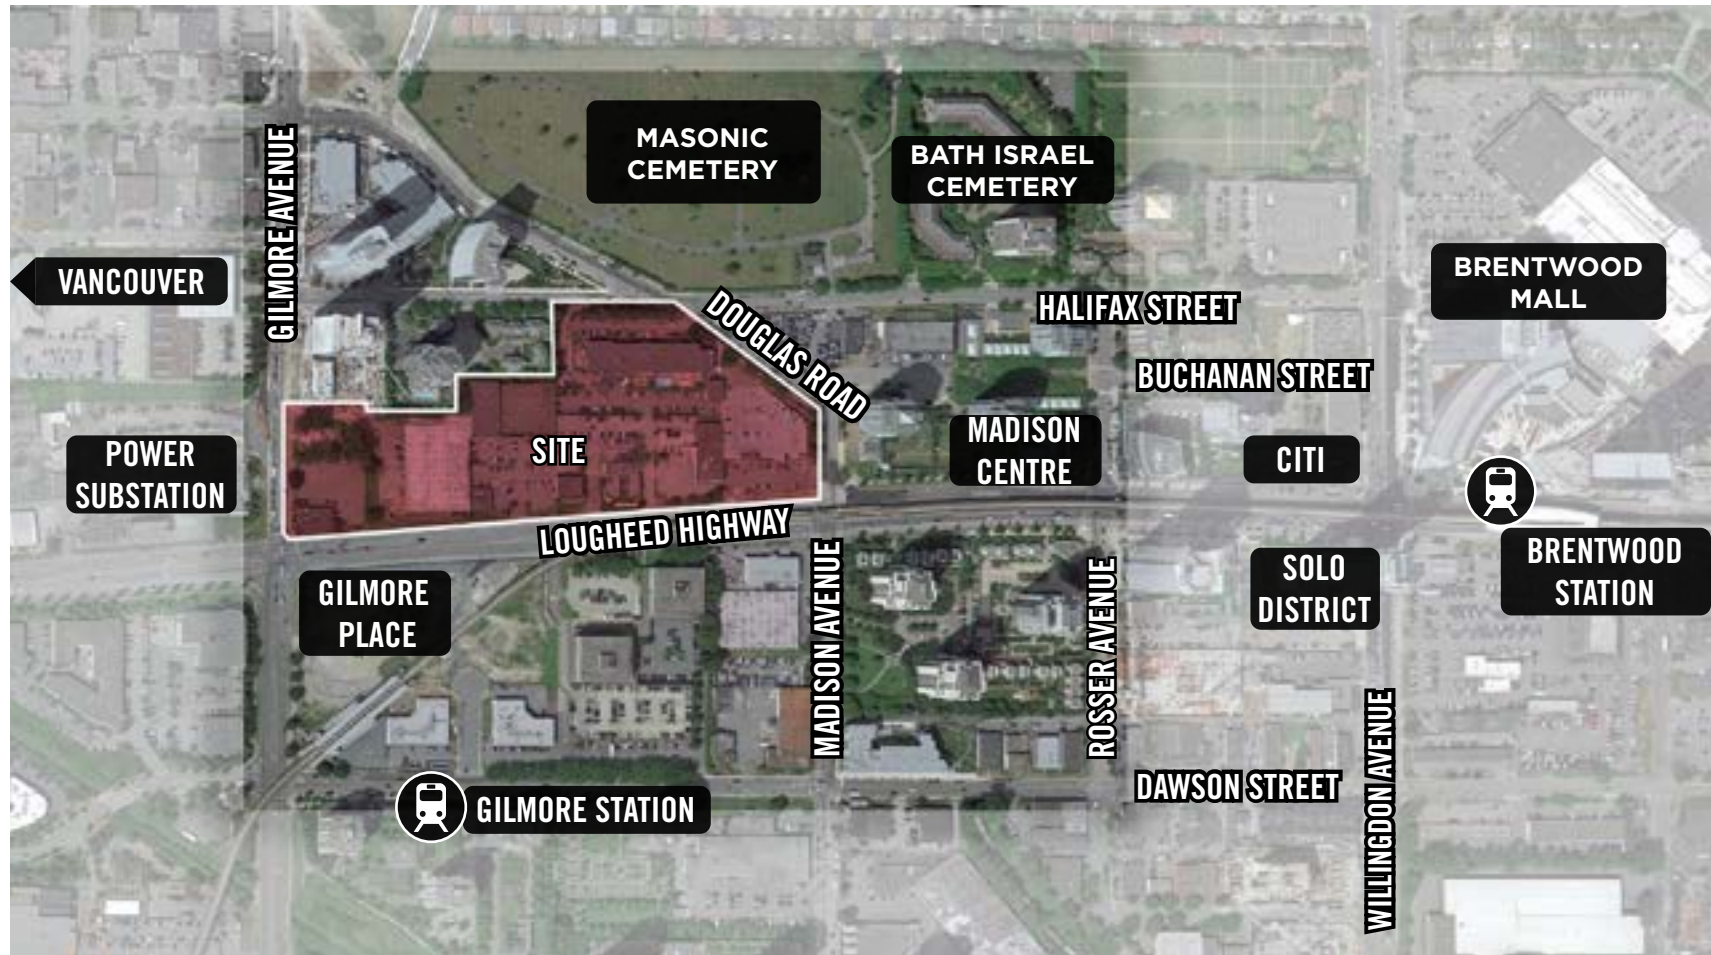 MASONIC
CEMETERY
BATH ISRAEL
CEMETERY
GILMORE AVENUE
VANCOUVER
BRENTWOOD
MALL
HALIFAX STREET
DOUGLAS ROAD
BUCHANAN STREET
POWER
SUBSTATION
SITE
MADISON
CENTRE
CITI
LOUGHEED HIGHWAY
GILMORE
PLACE
MADISON AVENUE
ROSSER AVENUE
SOLO
DISTRICT
BRENTWOOD
STATION
GILMORE STATION
DAWSON STREET
WILLINGDON AVENUE